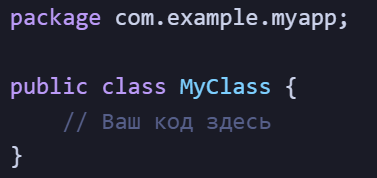 package com.example.myapp;
public class MyClass {
// Ваш код здесь
}